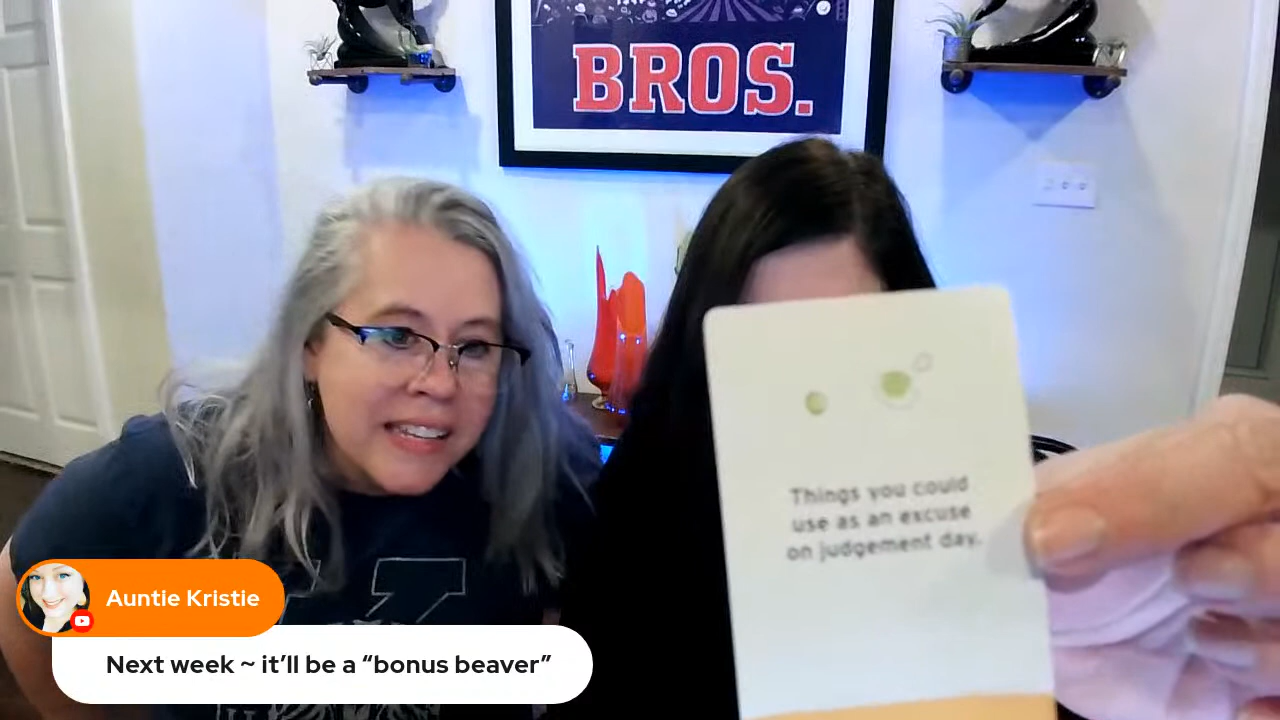 BROS.
Things you could
use as an excuse
on judgement day.
Auntie Kristie
Next week ~ it’ll be a “bonus beaver”